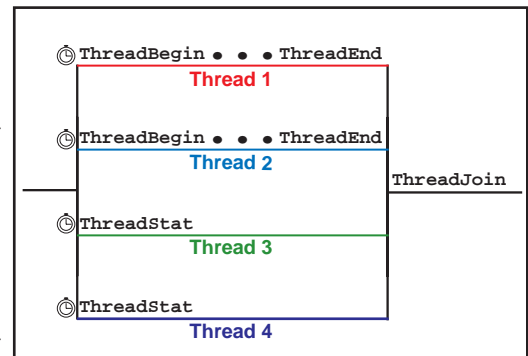 ThreadBegin • • • ThreadEnd
Thread 1
ThreadBegin • • • ThreadEnd
Thread 2
ThreadJoin
ThreadStat
Thread 3
ThreadStat
Thread 4